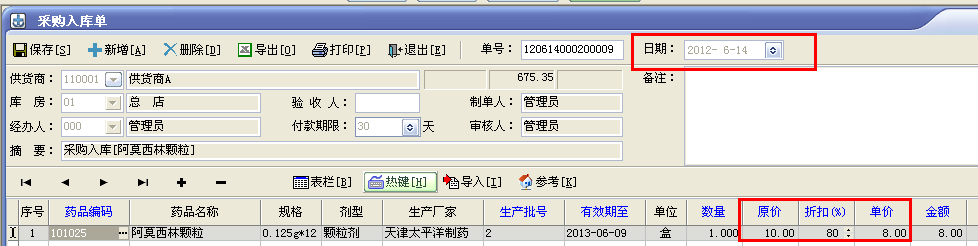 采购入库单
保存[S] 新增[A] 删除[D] 导出[O] 打印[P] 退出[E] 单号: 120614000200009 日期: 2012- 6-14
供货商: 110001 供货商A 675.35 备注:
库 房: 01 总 店 验 收 人: 制单人: 管理员
经办人: 000 管理员 付款期限: 30 天 审核人: 管理员
摘 要: 采购入库[阿莫西林颗粒]
表栏[B] 热键[H] 导入[I] 参考[K]
序号 药品编码 药品名称 规格 剂型 生产厂家 生产批号 有效期至 单位 数量 原价 折扣(%) 单价 金额
1 101025 阿莫西林颗粒 0.125g*12 颗粒剂 天津太平洋制药 2 2013-06-09 盒 1.000 10.00 80 8.00 8.00